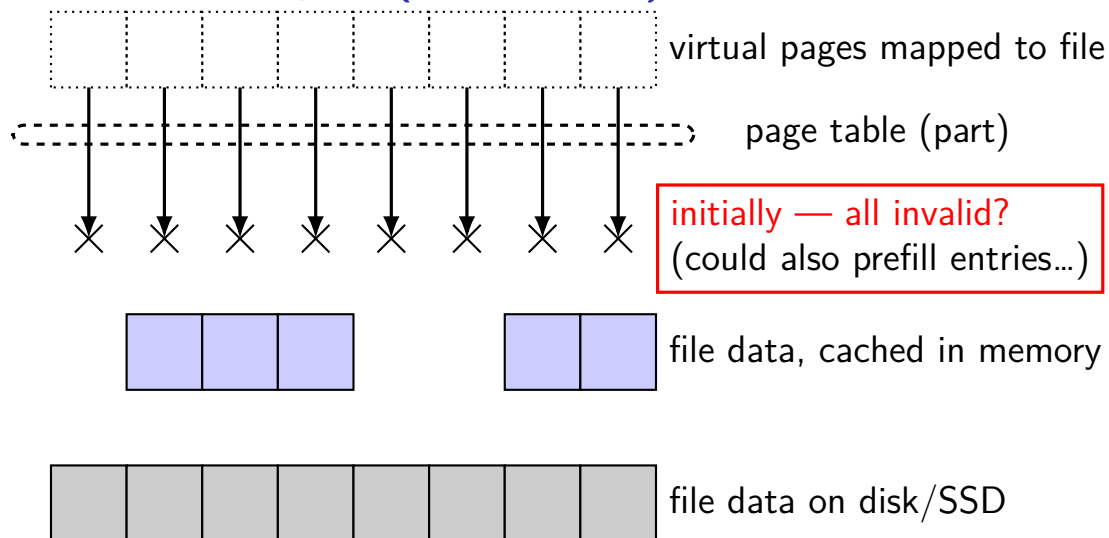 virtual pages mapped to file
page table (part)
initially — all invalid?
(could also prefill entries…)
file data, cached in memory
file data on disk/SSD